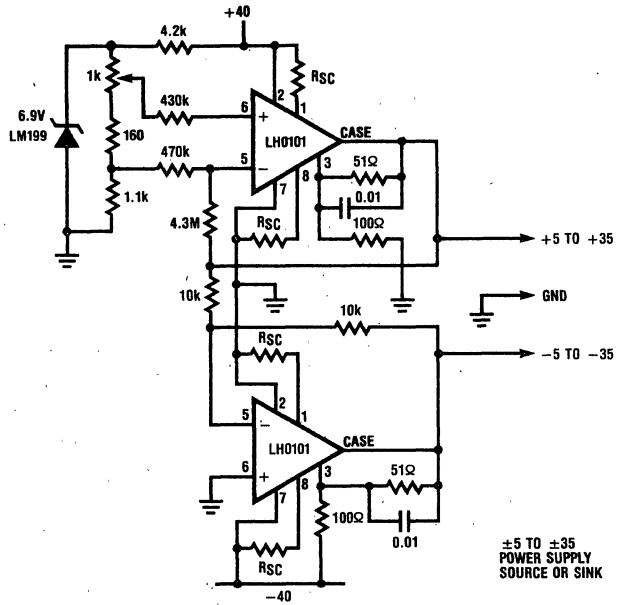 +40
4.2k
RSC
1k
6.9V
LM199
430k
6
+
2
1
LH0101
CASE
160
470k
5
−
3
51Ω
7
8
0.01
1.1k
4.3M
RSC
100Ω
+5 TO +35
10k
GND
10k
RSC
−5 TO −35
2
1
5
−
LH0101
CASE
6
+
3
51Ω
7
8
100Ω
0.01
RSC
−40
±5 TO ±35
POWER SUPPLY
SOURCE OR SINK